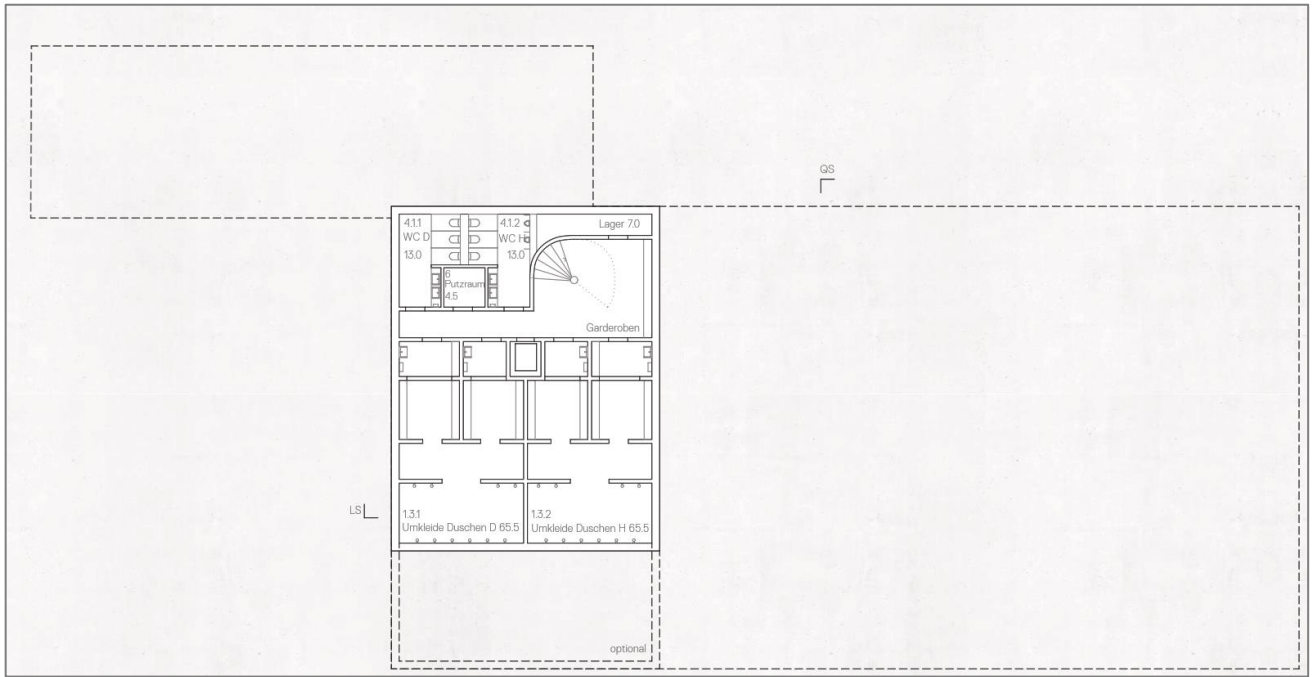 QS
4.1.1
WC D
13.0
4.1.2
WC H
13.0
Lager 7.0
6
Putzraum
4.5
Garderoben
LS
1.3.1
Umkleide Duschen D 65.5
1.3.2
Umkleide Duschen H 65.5
optional